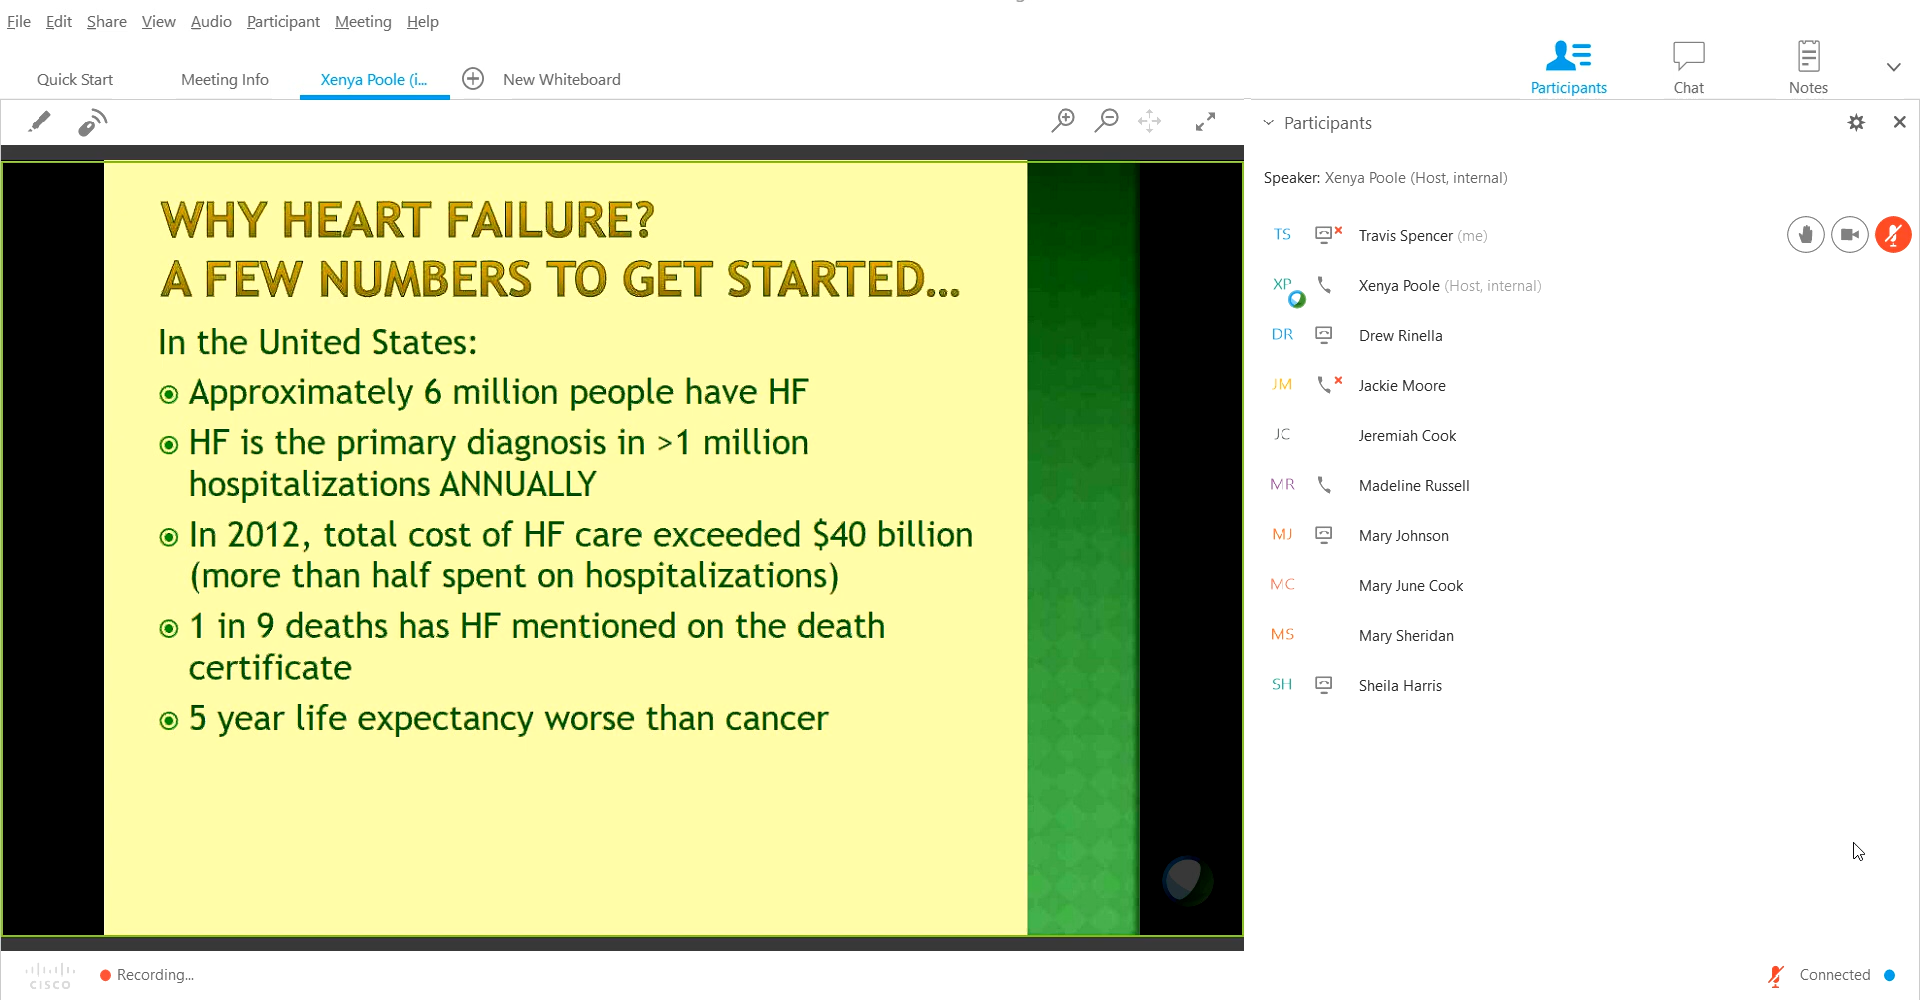 File Edit Share View Audio Participant Meeting Help
Quick Start Meeting Info Xenya Poole (i... New Whiteboard
Participants Chat Notes
Participants
Speaker: Xenya Poole (Host, internal)
TS Travis Spencer (me)
XP Xenya Poole (Host, internal)
DR Drew Rinella
JM Jackie Moore
JC Jeremiah Cook
MR Madeline Russell
MJ Mary Johnson
MC Mary June Cook
MS Mary Sheridan
SH Sheila Harris
WHY HEART FAILURE?
A FEW NUMBERS TO GET STARTED...
In the United States:
Approximately 6 million people have HF
HF is the primary diagnosis in >1 million
hospitalizations ANNUALLY
In 2012, total cost of HF care exceeded $40 billion
(more than half spent on hospitalizations)
1 in 9 deaths has HF mentioned on the death
certificate
5 year life expectancy worse than cancer
CISCO Recording... Connected